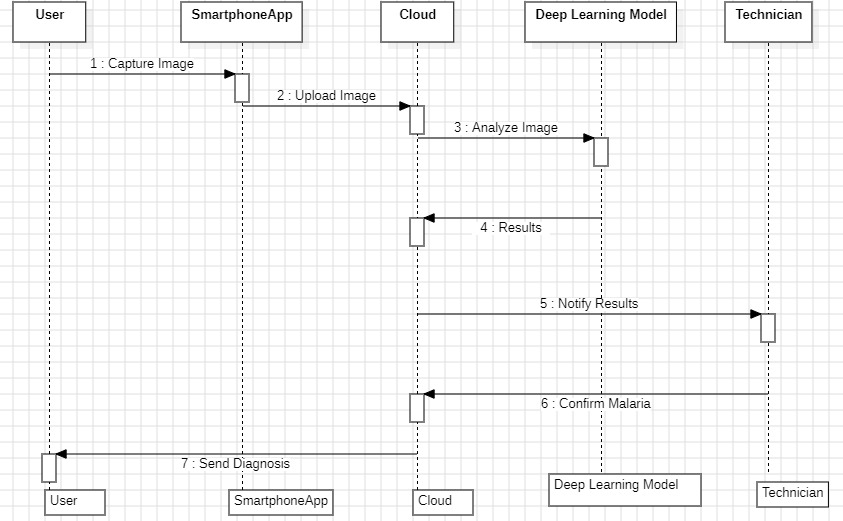 User
SmartphoneApp
Cloud
Deep Learning Model
Technician
1 : Capture Image
2 : Upload Image
3 : Analyze Image
4 : Results
5 : Notify Results
6 : Confirm Malaria
7 : Send Diagnosis
User
SmartphoneApp
Cloud
Deep Learning Model
Technician